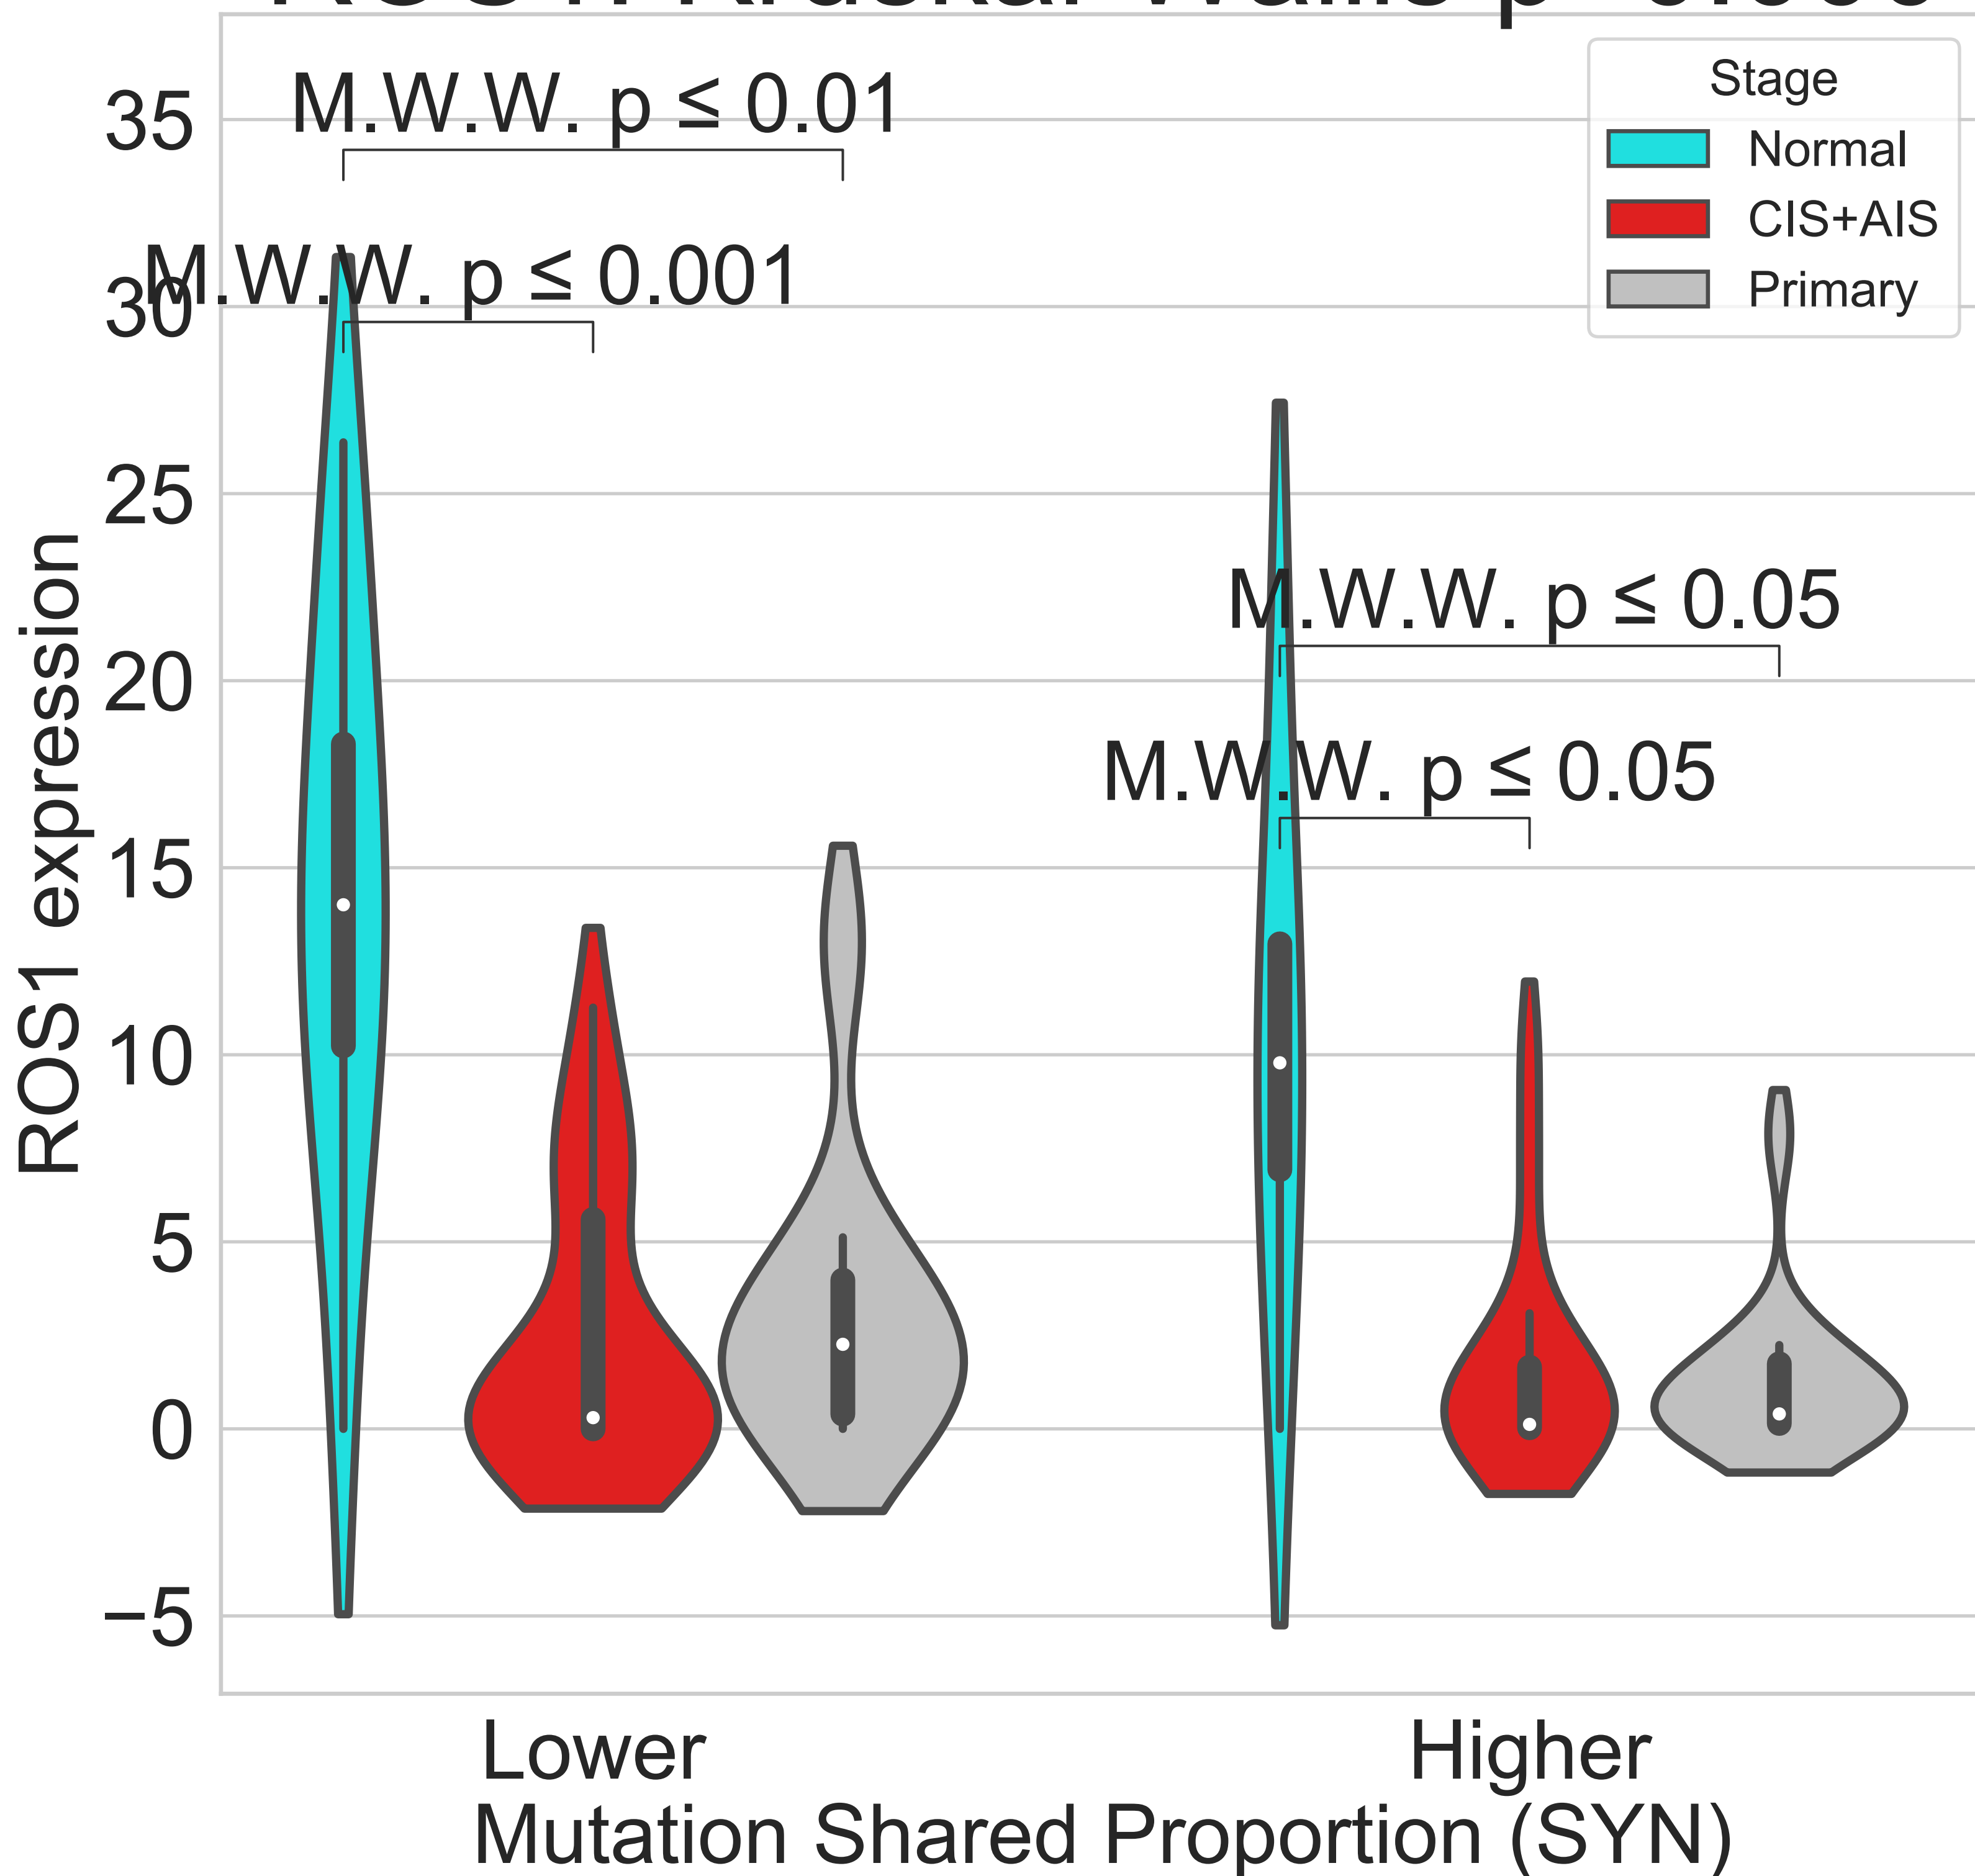 M.W.W. p ≤ 0.01
M.W.W. p ≤ 0.001
M.W.W. p ≤ 0.05
M.W.W. p ≤ 0.05
Stage
Normal
CIS+AIS
Primary
35
30
25
20
15
10
5
0
−5
ROS1 expression
Lower
Higher
Mutation Shared Proportion (SYN)